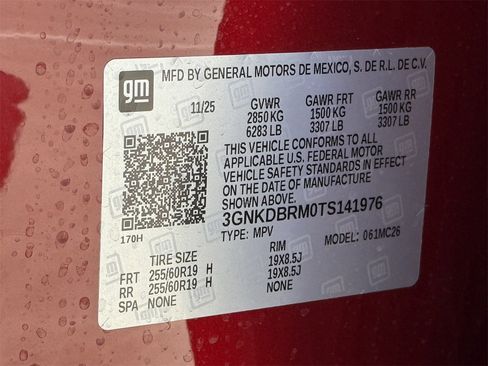 gm
MFD BY GENERAL MOTORS DE MEXICO, S. DE R.L. DE C.V.
11/25 GVWR GAWR FRT GAWR RR
2850 KG 1500 KG 1500 KG
6283 LB 3307 LB 3307 LB
THIS VEHICLE CONFORMS TO ALL
APPLICABLE U.S. FEDERAL MOTOR
VEHICLE SAFETY STANDARDS IN EFFECT
ON THE DATE OF MANUFACTURE
SHOWN ABOVE.
3GNKDBRM0TS141976
170H TYPE: MPV MODEL: 061MC26
TIRE SIZE RIM
FRT 255/60R19 H 19X8.5J
RR 255/60R19 H 19X8.5J
SPA NONE NONE